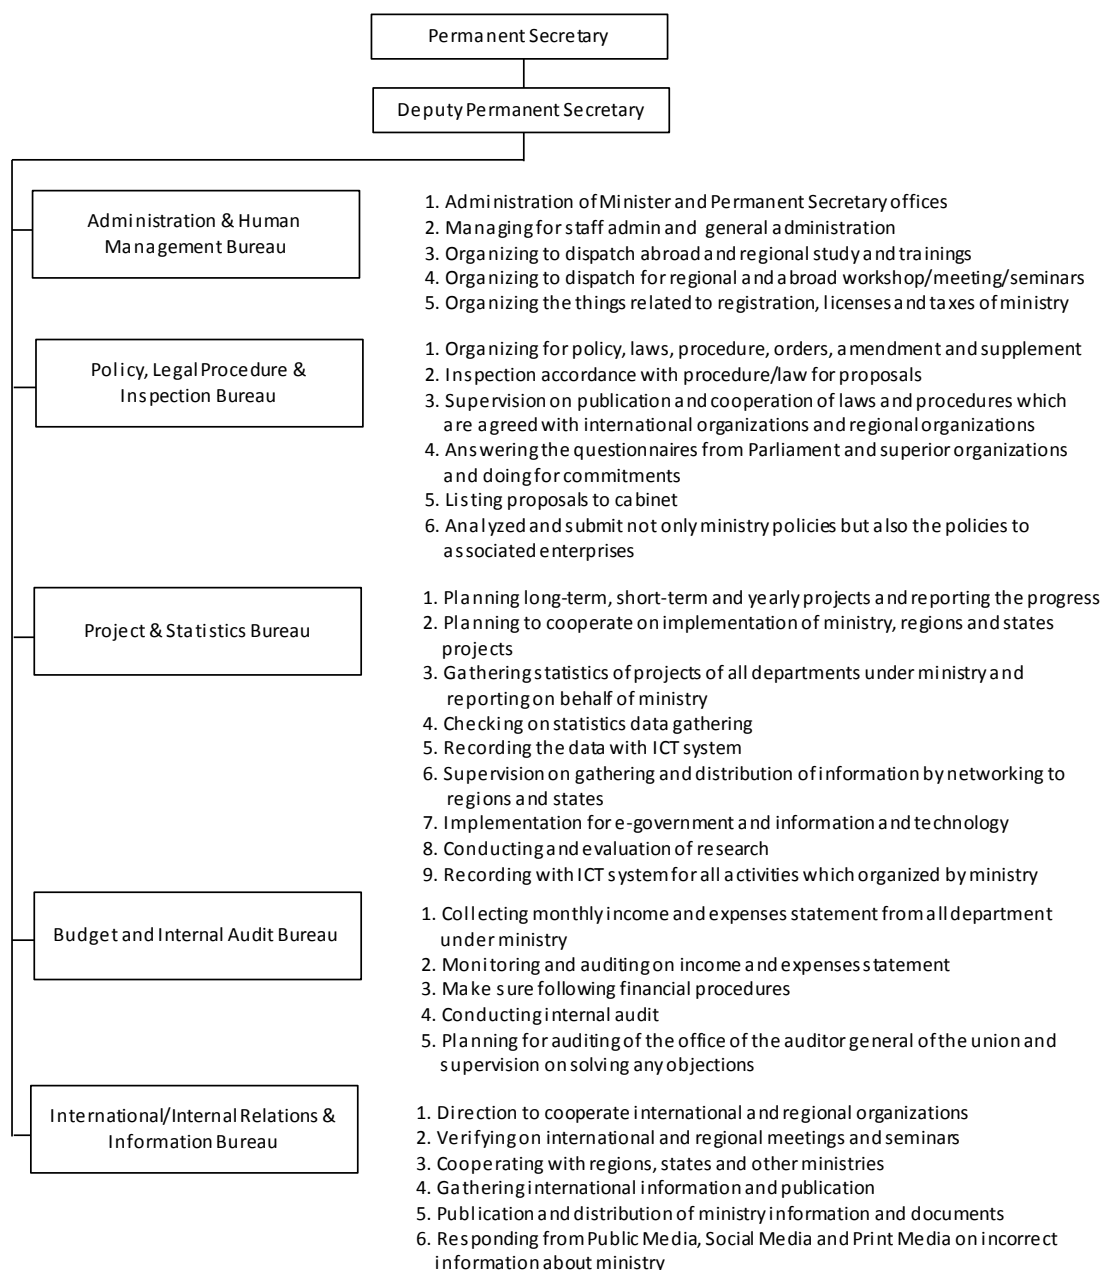 Permanent Secretary
Deputy Permanent Secretary
Administration & Human
Management Bureau
1. Administration of Minister and Permanent Secretary offices
2. Managing for staff admin and general administration
3. Organizing to dispatch abroad and regional study and trainings
4. Organizing to dispatch for regional and abroad workshop/meeting/seminars
5. Organizing the things related to registration, licenses and taxes of ministry
Policy, Legal Procedure &
Inspection Bureau
1. Organizing for policy, laws, procedure, orders, amendment and supplement
2. Inspection accordance with procedure/law for proposals
3. Supervision on publication and cooperation of laws and procedures which
are agreed with international organizations and regional organizations
4. Answering the questionnaires from Parliament and superior organizations
and doing for commitments
5. Listing proposals to cabinet
6. Analyzed and submit not only ministry policies but also the policies to
associated enterprises
Project & Statistics Bureau
1. Planning long-term, short-term and yearly projects and reporting the progress
2. Planning to cooperate on implementation of ministry, regions and states
projects
3. Gathering statistics of projects of all departments under ministry and
reporting on behalf of ministry
4. Checking on statistics data gathering
5. Recording the data with ICT system
6. Supervision on gathering and distribution of information by networking to
regions and states
7. Implementation for e-government and information and technology
8. Conducting and evaluation of research
9. Recording with ICT system for all activities which organized by ministry
Budget and Internal Audit Bureau
1. Collecting monthly income and expenses statement from all department
under ministry
2. Monitoring and auditing on income and expenses statement
3. Make sure following financial procedures
4. Conducting internal audit
5. Planning for auditing of the office of the auditor general of the union and
supervision on solving any objections
International/Internal Relations &
Information Bureau
1. Direction to cooperate international and regional organizations
2. Verifying on international and regional meetings and seminars
3. Cooperating with regions, states and other ministries
4. Gathering international information and publication
5. Publication and distribution of ministry information and documents
6. Responding from Public Media, Social Media and Print Media on incorrect
information about ministry